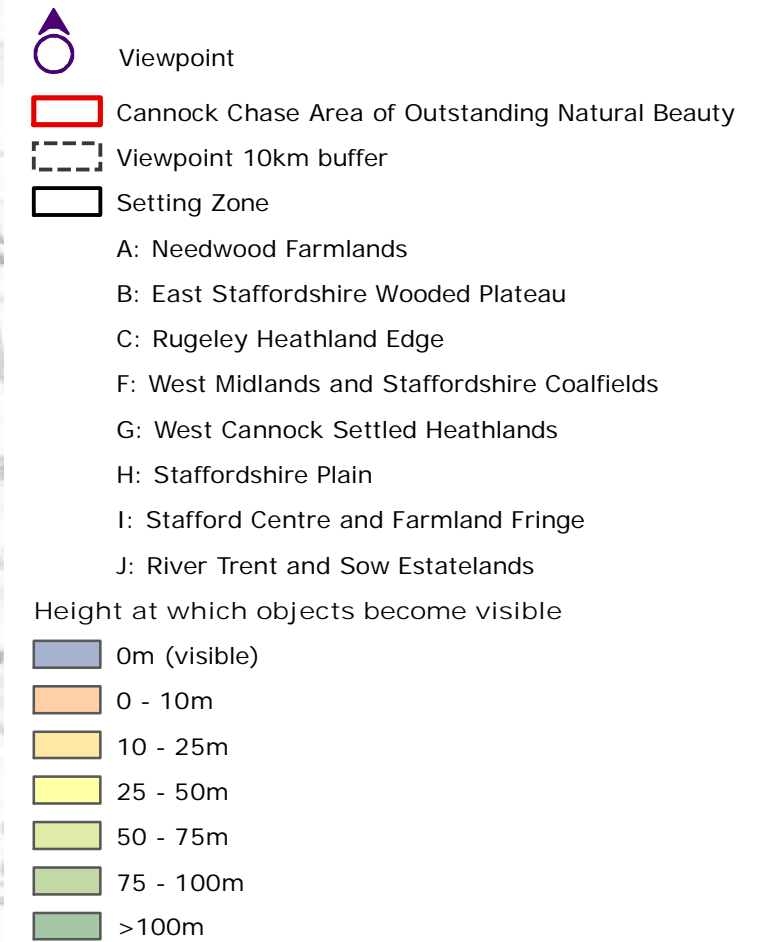 Viewpoint
Cannock Chase Area of Outstanding Natural Beauty
Viewpoint 10km buffer
Setting Zone
A: Needwood Farmlands
B: East Staffordshire Wooded Plateau
C: Rugeley Heathland Edge
F: West Midlands and Staffordshire Coalfields
G: West Cannock Settled Heathlands
H: Staffordshire Plain
I: Stafford Centre and Farmland Fringe
J: River Trent and Sow Estatelands
Height at which objects become visible
0m (visible)
0 - 10m
10 - 25m
25 - 50m
50 - 75m
75 - 100m
>100m